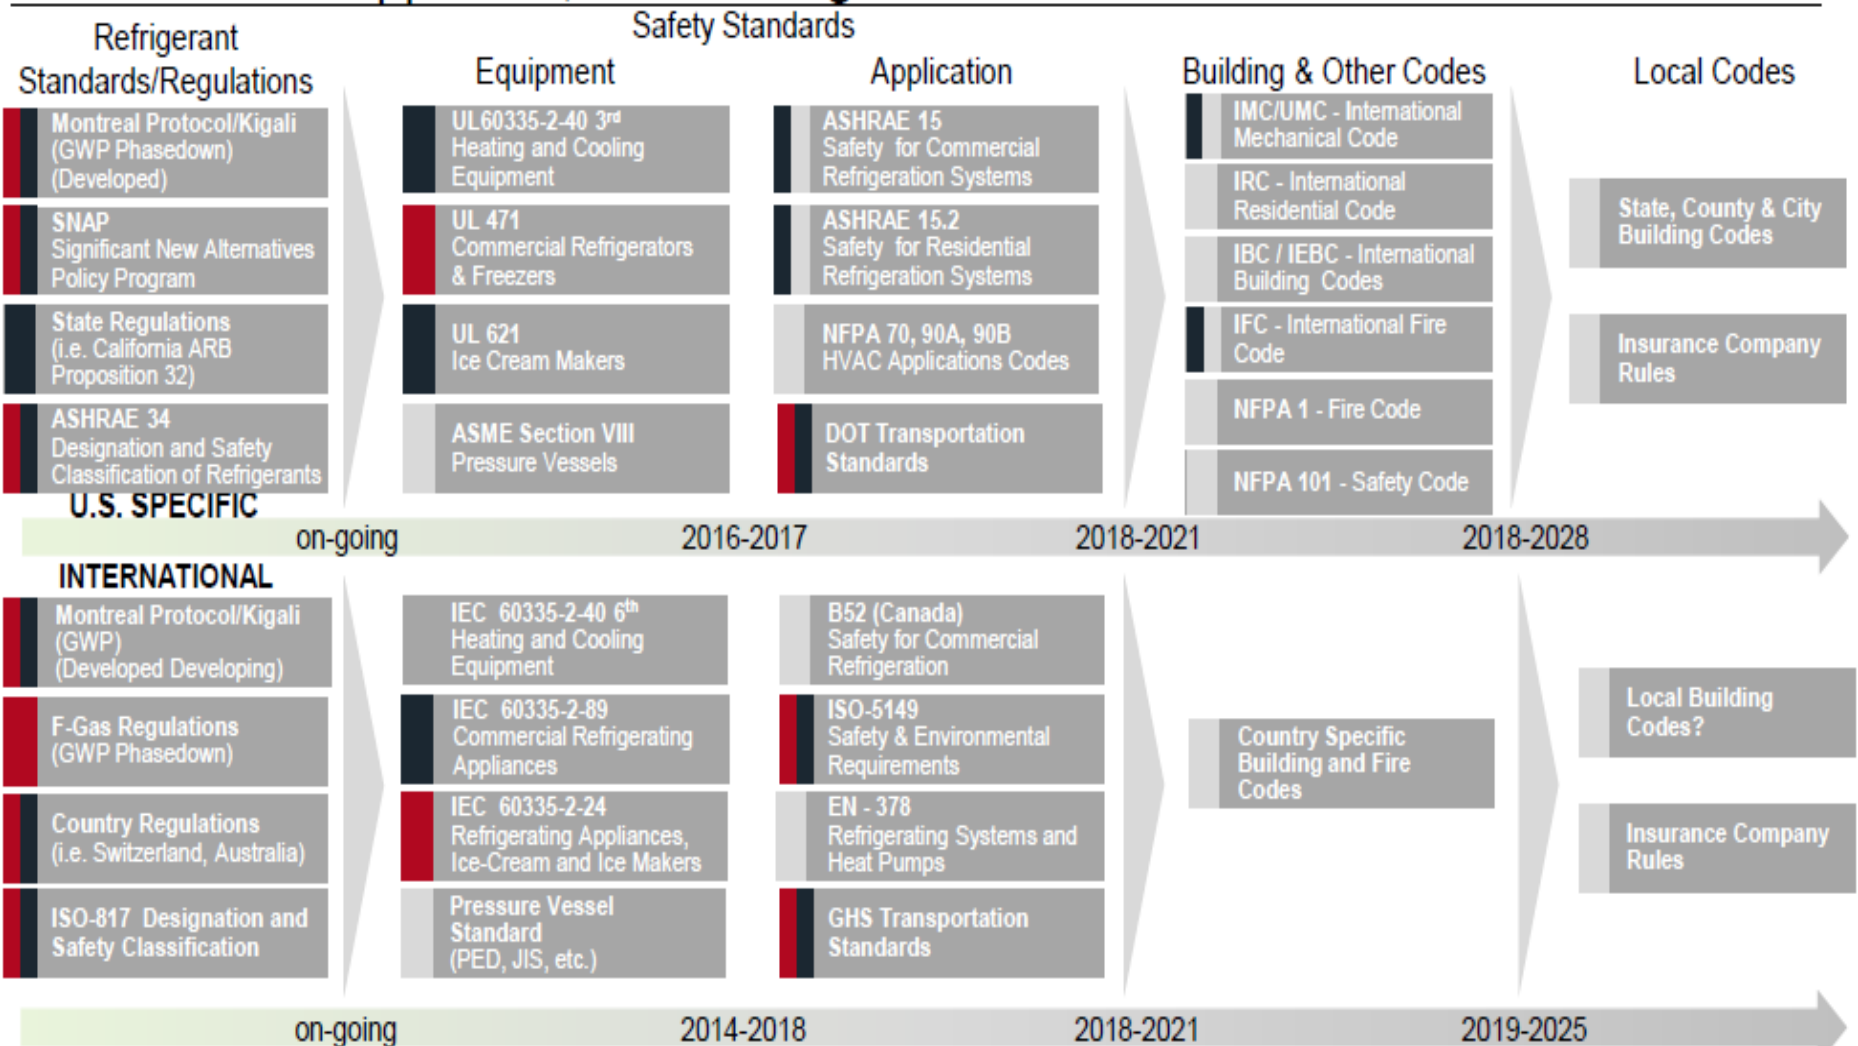 Safety Standards
Refrigerant
Standards/Regulations
Equipment
Application
Building & Other Codes
Local Codes
Montreal Protocol/Kigali
(GWP Phasedown)
(Developed)
SNAP
Significant New Alternatives
Policy Program
State Regulations
(i.e. California ARB
Proposition 32)
ASHRAE 34
Designation and Safety
Classification of Refrigerants
UL60335-2-40 3rd
Heating and Cooling
Equipment
UL 471
Commercial Refrigerators
& Freezers
UL 621
Ice Cream Makers
ASME Section VIII
Pressure Vessels
ASHRAE 15
Safety for Commercial
Refrigeration Systems
ASHRAE 15.2
Safety for Residential
Refrigeration Systems
NFPA 70, 90A, 90B
HVAC Applications Codes
DOT Transportation
Standards
IMC/UMC - International
Mechanical Code
IRC - International
Residential Code
IBC / IEBC - International
Building Codes
IFC - International Fire
Code
NFPA 1 - Fire Code
NFPA 101 - Safety Code
State, County & City
Building Codes
Insurance Company
Rules
U.S. SPECIFIC
on-going
2016-2017
2018-2021
2018-2028
INTERNATIONAL
Montreal Protocol/Kigali
(GWP)
(Developed Developing)
F-Gas Regulations
(GWP Phasedown)
Country Regulations
(i.e. Switzerland, Australia)
ISO-817 Designation and
Safety Classification
IEC 60335-2-40 6th
Heating and Cooling
Equipment
IEC 60335-2-89
Commercial Refrigerating
Appliances
IEC 60335-2-24
Refrigerating Appliances,
Ice-Cream and Ice Makers
Pressure Vessel
Standard
(PED, JIS, etc.)
B52 (Canada)
Safety for Commercial
Refrigeration
ISO-5149
Safety & Environmental
Requirements
EN - 378
Refrigerating Systems and
Heat Pumps
GHS Transportation
Standards
Country Specific
Building and Fire
Codes
Local Building
Codes?
Insurance Company
Rules
on-going
2014-2018
2018-2021
2019-2025